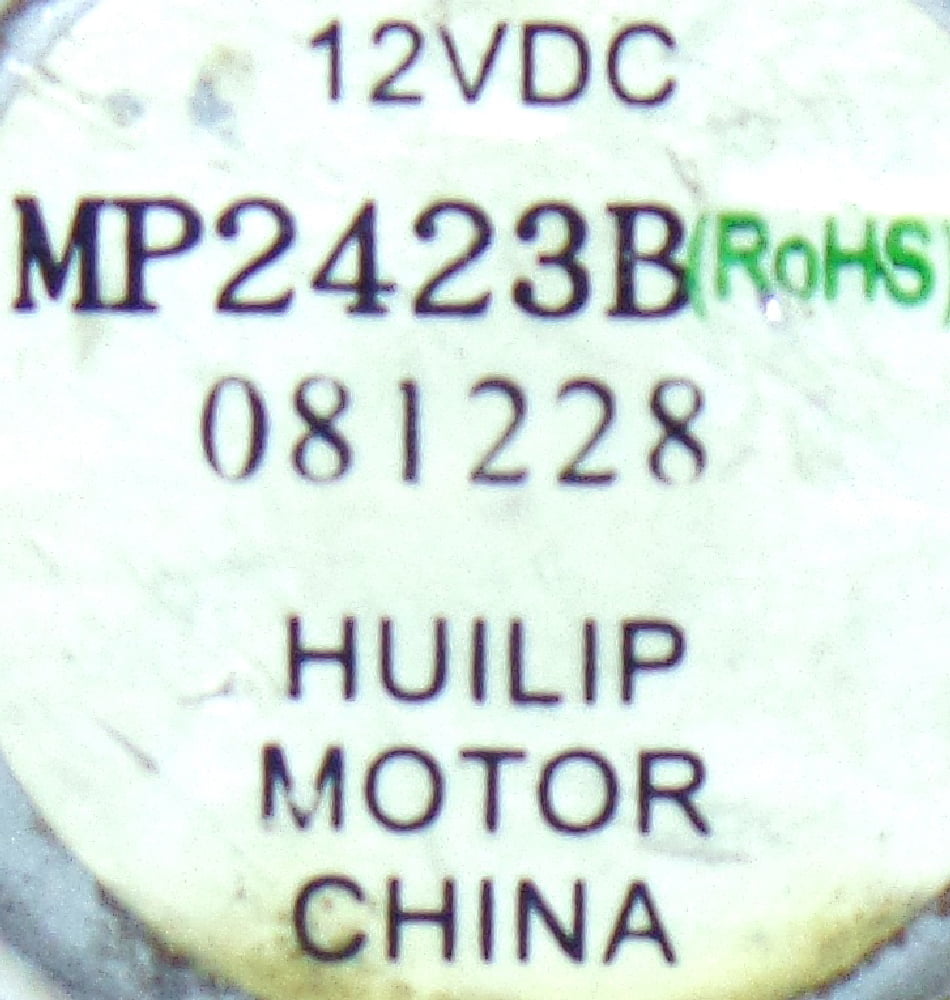 12VDC
MP2423B(RoHS)
081228
HUILIP
MOTOR
CHINA